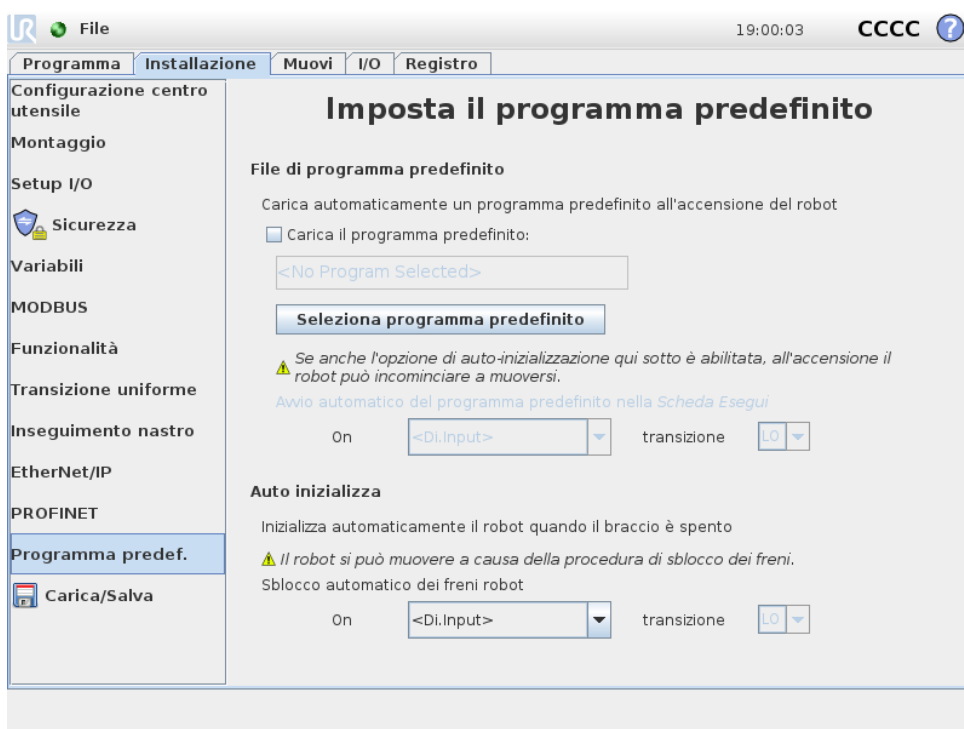 UR File 19:00:03 CCCC ?
Programma Installazione Muovi I/O Registro
Configurazione centro
utensile
Montaggio
Setup I/O
Sicurezza
Variabili
MODBUS
Funzionalità
Transizione uniforme
Inseguimento nastro
EtherNet/IP
PROFINET
Programma predef.
Carica/Salva
Imposta il programma predefinito
File di programma predefinito
Carica automaticamente un programma predefinito all'accensione del robot
Carica il programma predefinito:
<No Program Selected>
Seleziona programma predefinito
Se anche l'opzione di auto-inizializzazione qui sotto è abilitata, all'accensione il
robot può incominciare a muoversi.
Avvio automatico del programma predefinito nella Scheda Esegui
On <Di.Input> transizione LO
Auto inizializza
Inizializza automaticamente il robot quando il braccio è spento
Il robot si può muovere a causa della procedura di sblocco dei freni.
Sblocco automatico dei freni robot
On <Di.Input> transizione LO